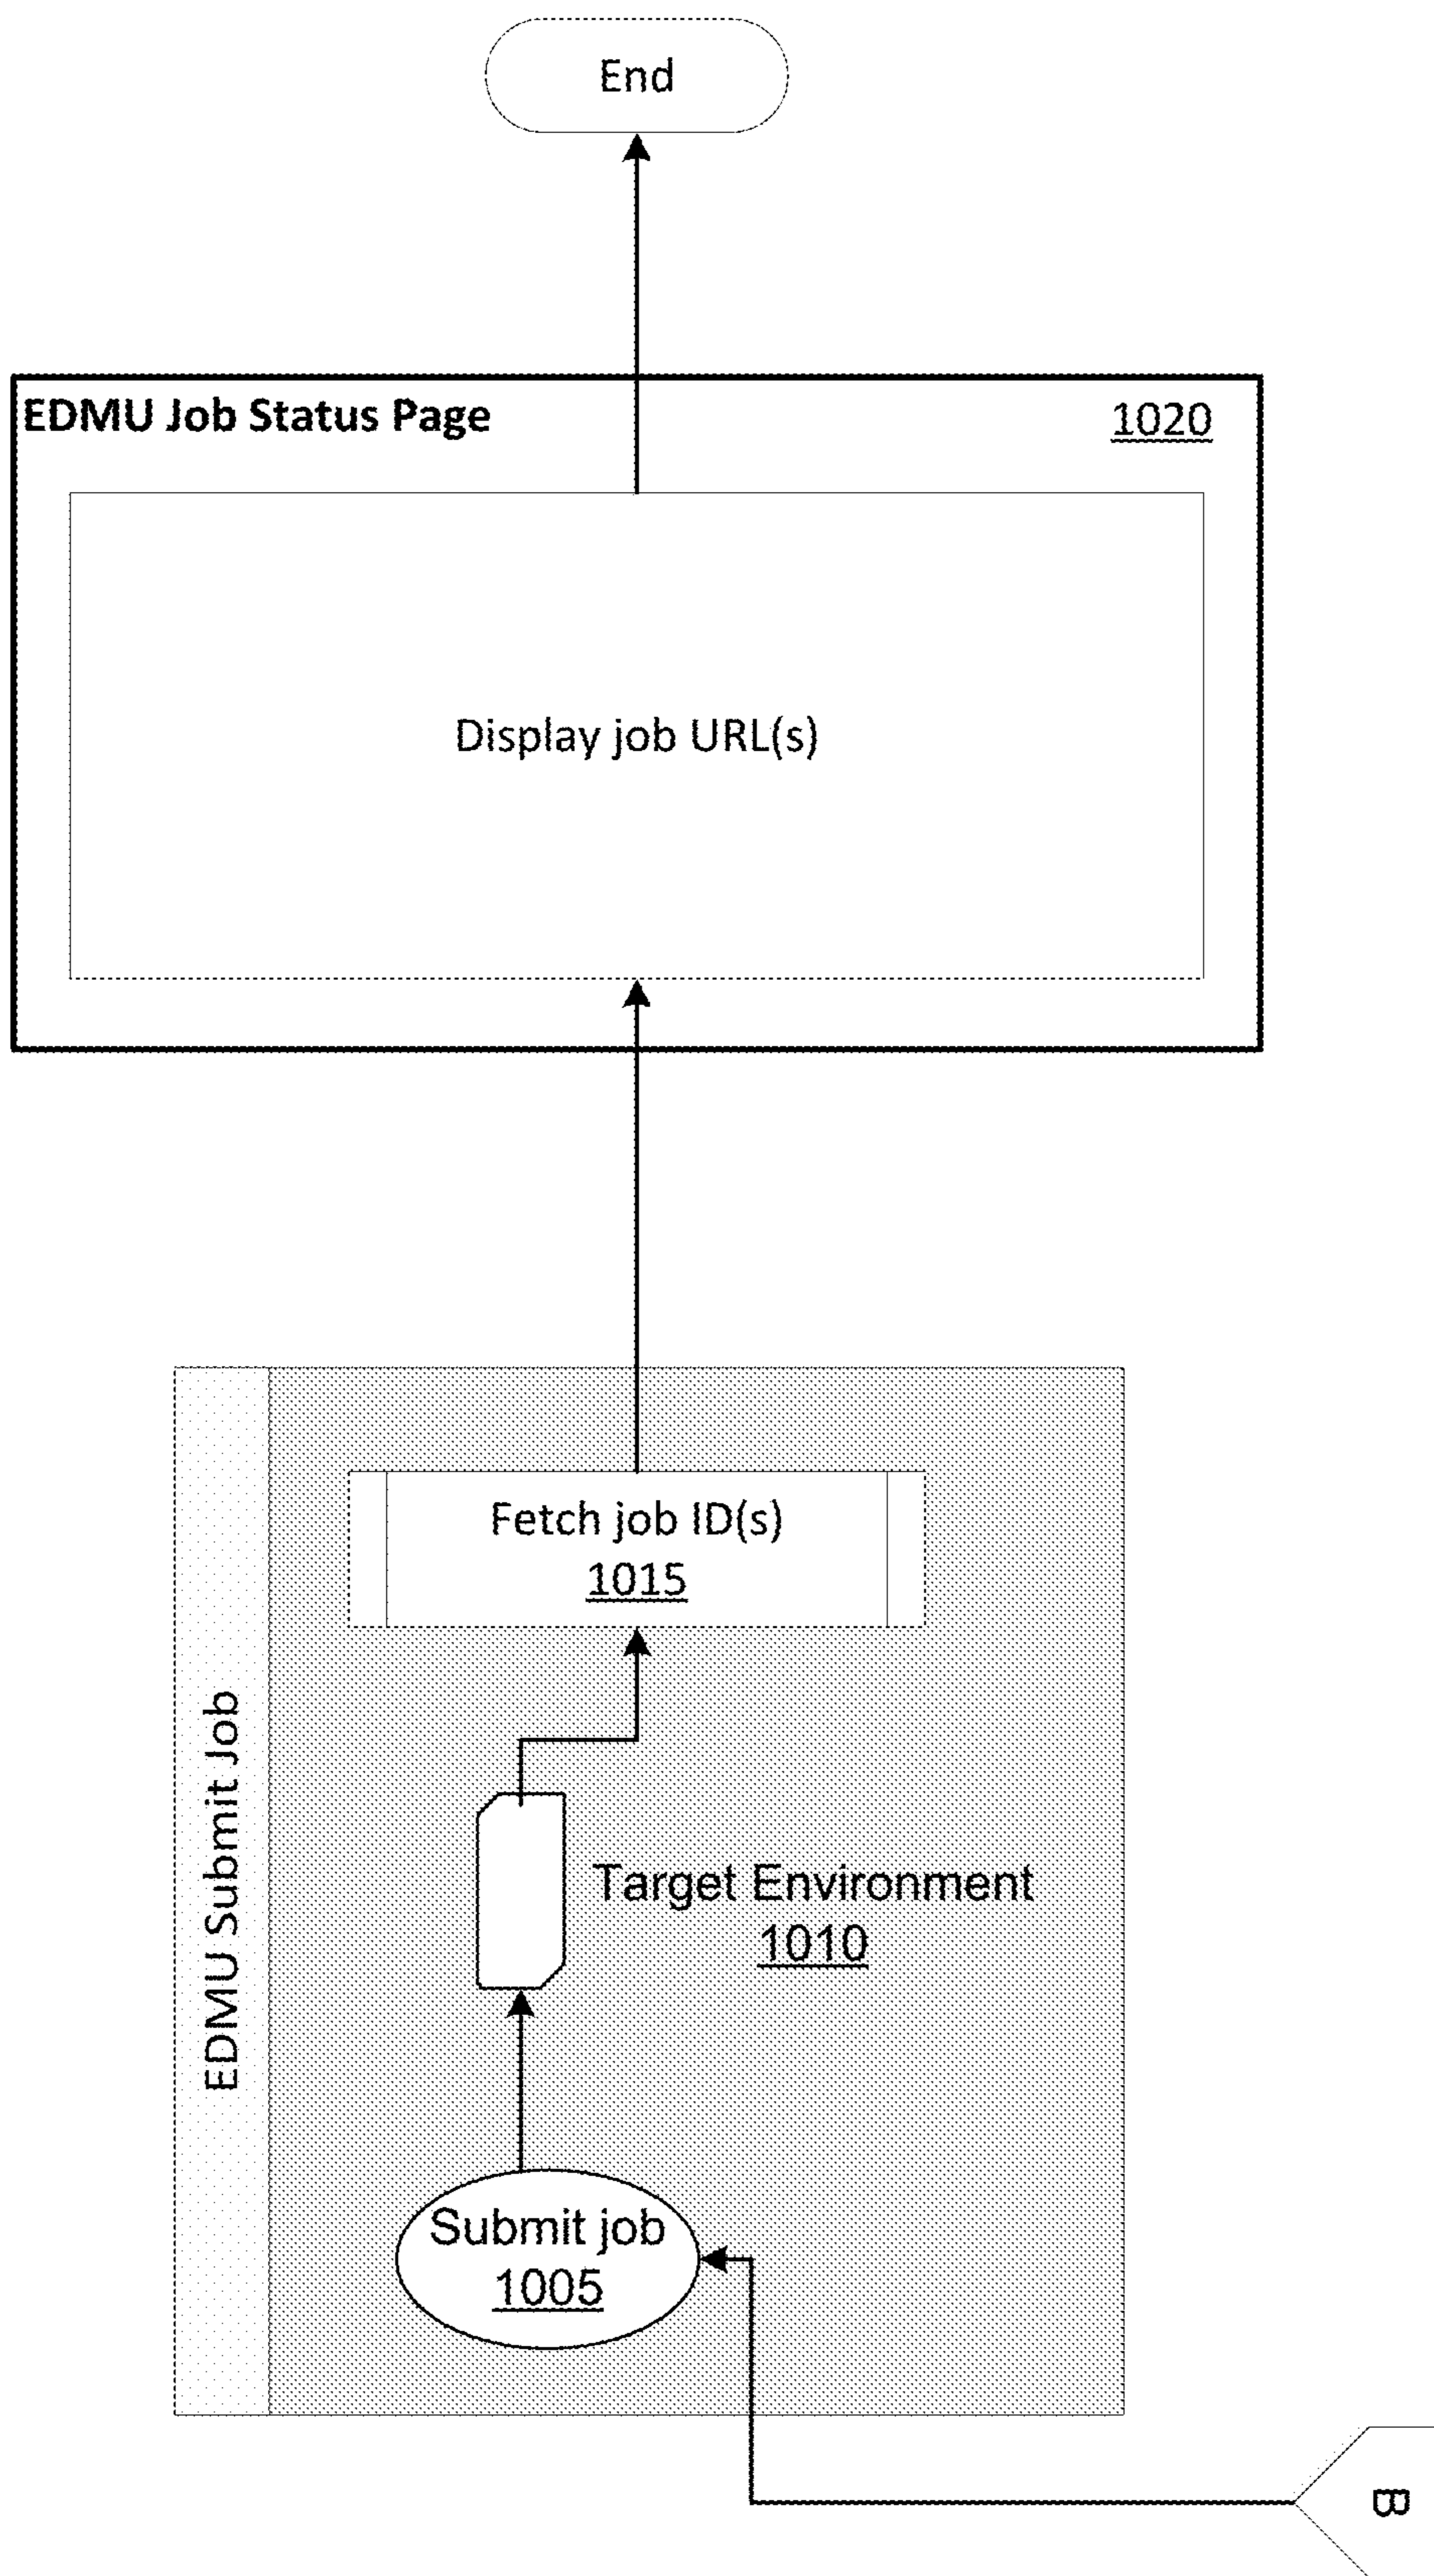 End
EDMU Job Status Page
1020
Display job URL(s)
Fetch job ID(s)
1015
EDMU Submit Job
Target Environment
1010
Submit job
1005
B